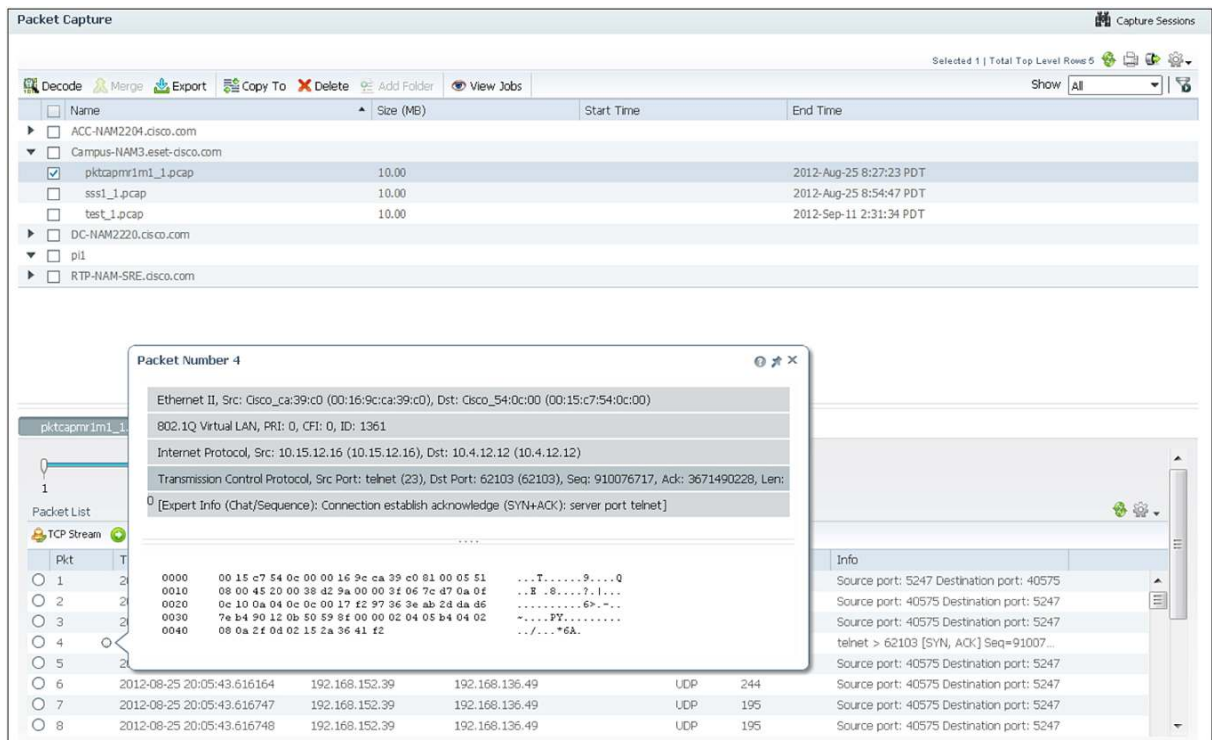 Packet Capture
Capture Sessions
Selected 1 | Total Top Level Rows 5
Decode Merge Export Copy To Delete Add Folder View Jobs Show All
Name Size (MB) Start Time End Time
ACC-NAM2204.cisco.com
Campus-NAM3.eset-cisco.com
pktcapmr1m1_1.pcap 10.00 2012-Aug-25 8:27:23 PDT
sss1_1.pcap 10.00 2012-Aug-25 8:54:47 PDT
test_1.pcap 10.00 2012-Sep-11 2:31:34 PDT
DC-NAM2220.cisco.com
pi1
RTP-NAM-SRE.cisco.com
Packet Number 4
Ethernet II, Src: Cisco_ca:39:c0 (00:16:9c:ca:39:c0), Dst: Cisco_54:0c:00 (00:15:c7:54:0c:00)
802.1Q Virtual LAN, PRI: 0, CFI: 0, ID: 1361
Internet Protocol, Src: 10.15.12.16 (10.15.12.16), Dst: 10.4.12.12 (10.4.12.12)
Transmission Control Protocol, Src Port: telnet (23), Dst Port: 62103 (62103), Seq: 910076717, Ack: 3671490228, Len:
0 [Expert Info (Chat/Sequence): Connection establish acknowledge (SYN+ACK): server port telnet]
0000 00 15 c7 54 0c 00 00 16 9c ca 39 c0 81 00 05 51 ...T......9....Q
0010 08 00 45 20 00 38 d2 9a 00 00 3f 06 7c d7 0a 0f ..E .8....?.|...
0020 0c 10 0a 04 0c 0c 00 17 f2 97 36 3e ab 2d da d6 ..........6>.-..
0030 7e b4 90 12 0b 50 59 8f 00 00 02 04 05 b4 04 02 ~....PY.........
0040 08 0a 2f 0d 02 15 2a 36 41 f2 ../...*6A.
pktcapmr1m1_1.
1
Packet List
TCP Stream
Pkt T Info
1 20 Source port: 5247 Destination port: 40575
2 20 Source port: 40575 Destination port: 5247
3 20 Source port: 40575 Destination port: 5247
4 telnet > 62103 [SYN, ACK] Seq=91007...
5 20 Source port: 40575 Destination port: 5247
6 2012-08-25 20:05:43.616164 192.168.152.39 192.168.136.49 UDP 244 Source port: 40575 Destination port: 5247
7 2012-08-25 20:05:43.616747 192.168.152.39 192.168.136.49 UDP 195 Source port: 40575 Destination port: 5247
8 2012-08-25 20:05:43.616748 192.168.152.39 192.168.136.49 UDP 195 Source port: 40575 Destination port: 5247